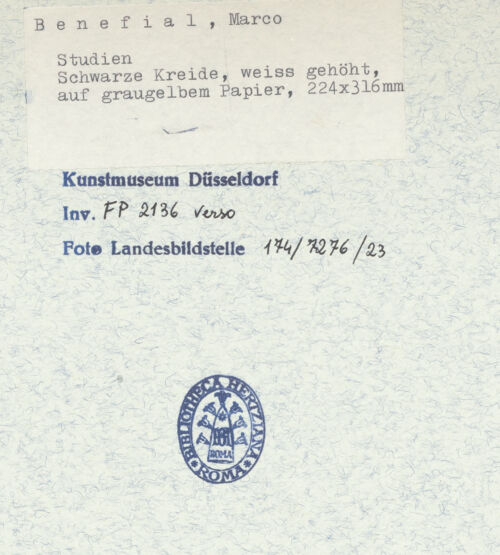 B e n e f i a l , Marco
Studien
Schwarze Kreide, weiss gehöht,
auf graugelbem Papier, 224x316mm
Kunstmuseum Düsseldorf
Inv. FP 2136 verso
Foto Landesbildstelle 174/7276/23
BIBLIOTHECA HERTZIANA
ROMA
ROMA